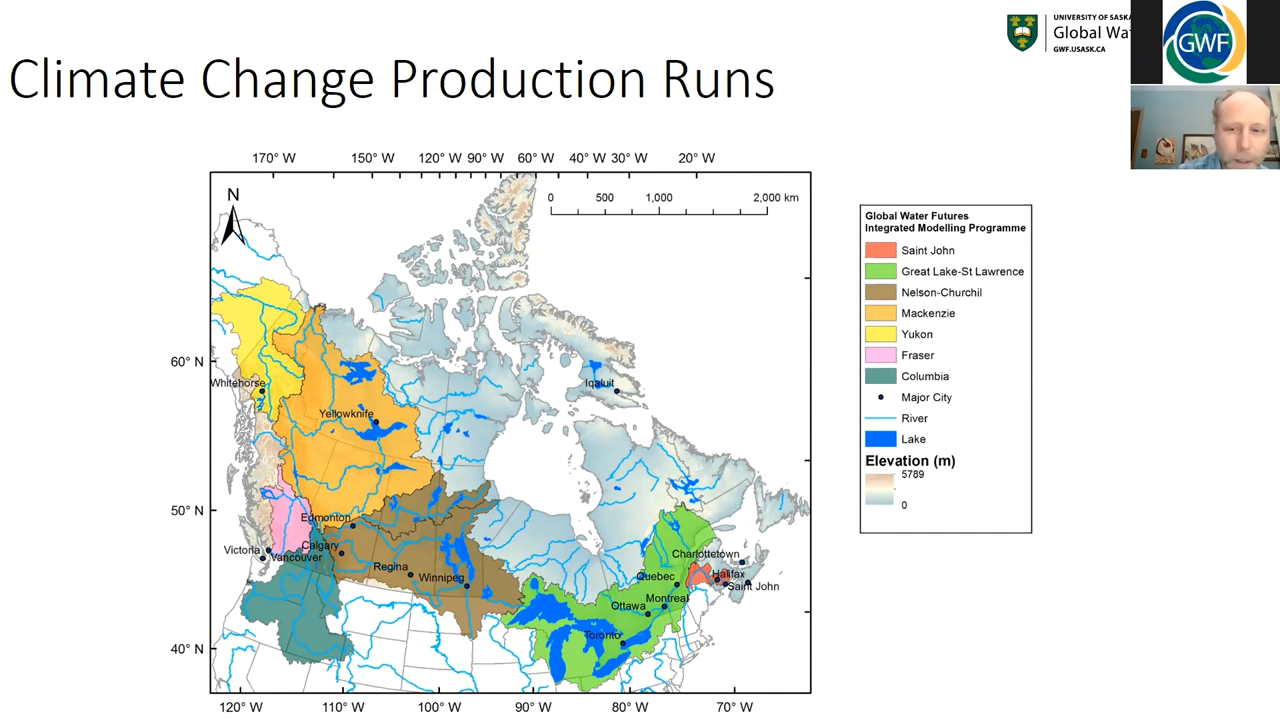 Climate Change Production Runs
UNIVERSITY OF SASKA
Global Wat
GWF.USASK.CA
GWF
170° W 150° W 120° W 90° W 60° W 40° W 30° W 20° W
N
0 500 1,000 2,000 km
60° N
50° N
40° N
120° W 110° W 100° W 90° W 80° W 70° W
Whitehorse
Yellowknife
Iqaluit
Edmonton
Victoria
Vancouver
Calgary
Regina
Winnipeg
Charlottetown
Halifax
Saint John
Quebec
Montreal
Ottawa
Toronto
Global Water Futures
Integrated Modelling Programme
Saint John
Great Lake-St Lawrence
Nelson-Churchil
Mackenzie
Yukon
Fraser
Columbia
Major City
River
Lake
Elevation (m)
5789
0